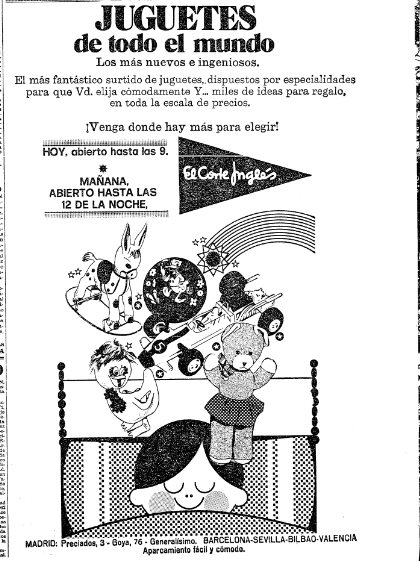 JUGUETES
de todo el mundo
Los más nuevos e ingeniosos.
El más fantástico surtido de juguetes, dispuestos por especialidades
para que Vd. elija cómodamente Y... miles de ideas para regalo,
en toda la escala de precios.
¡Venga donde hay más para elegir!
HOY, abierto hasta las 9.
MAÑANA,
ABIERTO HASTA LAS
12 DE LA NOCHE,
El Corte Inglés
MADRID: Preciados, 3 - Goya, 76 - Generalísimo. BARCELONA-SEVILLA-BILBAO-VALENCIA
Aparcamiento fácil y cómodo.